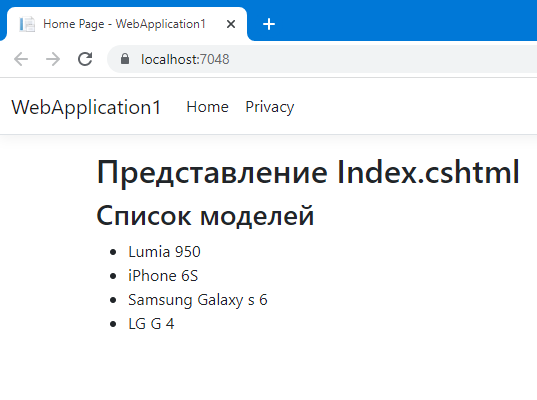 Home Page - WebApplication1
localhost:7048
WebApplication1 Home Privacy
Представление Index.cshtml
Список моделей
Lumia 950
iPhone 6S
Samsung Galaxy s 6
LG G 4